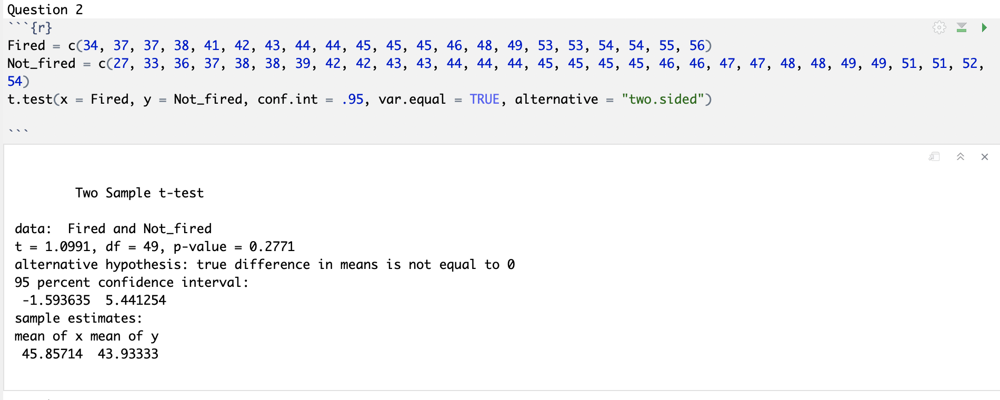 Question 2
```{r}
Fired = c(34, 37, 37, 38, 41, 42, 43, 44, 44, 45, 45, 45, 46, 48, 49, 53, 53, 54, 54, 55, 56)
Not_fired = c(27, 33, 36, 37, 38, 38, 39, 42, 42, 43, 43, 44, 44, 44, 45, 45, 45, 45, 46, 46, 47, 47, 48, 48, 49, 49, 51, 51, 52,
54)
t.test(x = Fired, y = Not_fired, conf.int = .95, var.equal = TRUE, alternative = "two.sided")
```
Two Sample t-test
data:  Fired and Not_fired
t = 1.0991, df = 49, p-value = 0.2771
alternative hypothesis: true difference in means is not equal to 0
95 percent confidence interval:
-1.593635  5.441254
sample estimates:
mean of x mean of y
45.85714  43.93333